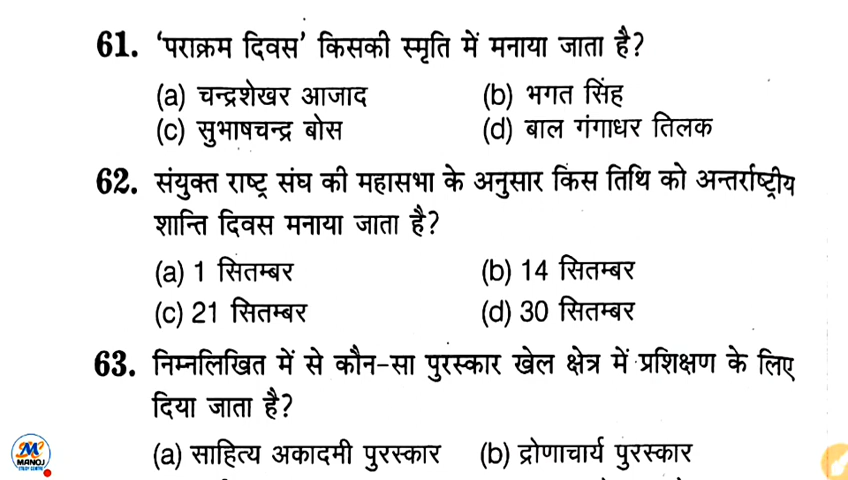 61. ‘पराक्रम दिवस’ किसकी स्मृति में मनाया जाता है?
(a) चन्द्रशेखर आजाद (b) भगत सिंह
(c) सुभाषचन्द्र बोस (d) बाल गंगाधर तिलक
62. संयुक्त राष्ट्र संघ की महासभा के अनुसार किस तिथि को अन्तर्राष्ट्रीय
शान्ति दिवस मनाया जाता है?
(a) 1 सितम्बर (b) 14 सितम्बर
(c) 21 सितम्बर (d) 30 सितम्बर
63. निम्नलिखित में से कौन-सा पुरस्कार खेल क्षेत्र में प्रशिक्षण के लिए
दिया जाता है?
(a) साहित्य अकादमी पुरस्कार (b) द्रोणाचार्य पुरस्कार
MANOJ